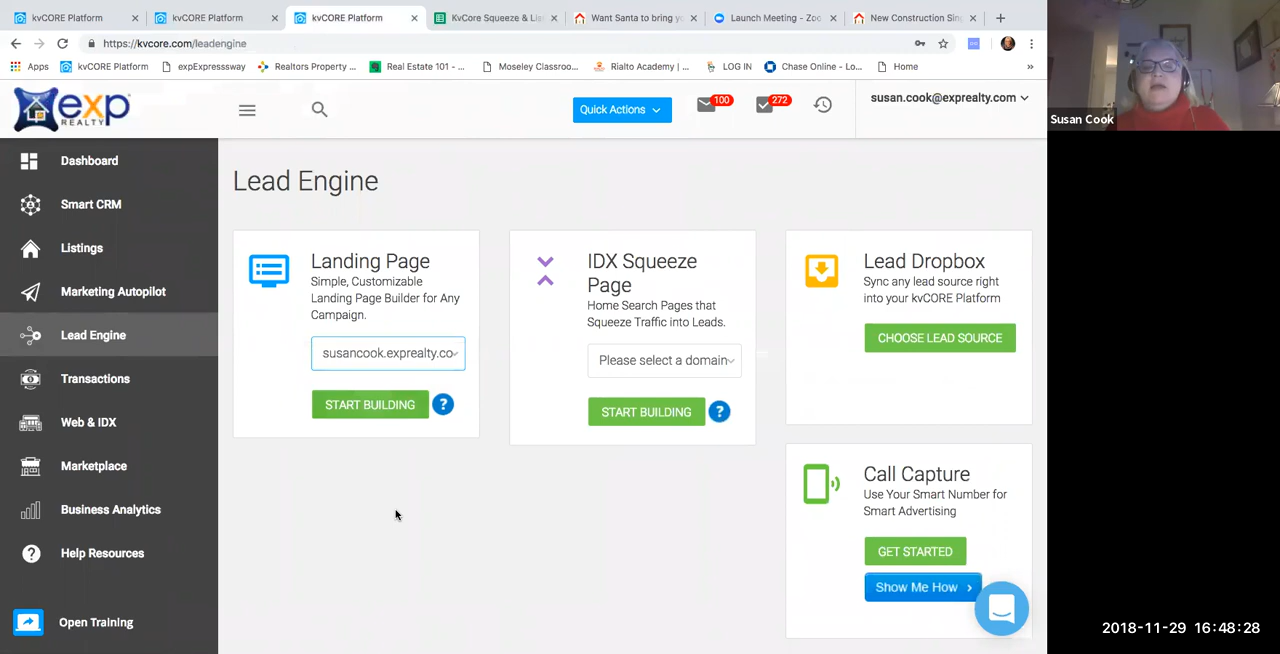 kvCORE Platform
kvCORE Platform
kvCORE Platform
KvCore Squeeze & La
Want Santa to bring y
Launch Meeting - Zoo
New Construction Sin
https://kvcore.com/leadengine
Apps
kvCORE Platform
expExpresssway
Realtors Property ...
Real Estate 101 - ...
Moseley Classroo...
Rialto Academy | ...
LOG IN
Chase Online - Lo...
Home
»
exp
REALTY
Quick Actions
100
272
susan.cook@exprealty.com
Susan Cook
Dashboard
Smart CRM
Listings
Marketing Autopilot
Lead Engine
Transactions
Web & IDX
Marketplace
Business Analytics
Help Resources
Open Training
Lead Engine
Landing Page
Simple, Customizable
Landing Page Builder for Any
Campaign.
susancook.exprealty.co
START BUILDING
?
IDX Squeeze
Page
Home Search Pages that
Squeeze Traffic into Leads.
Please select a domain
START BUILDING
?
Lead Dropbox
Sync any lead source right
into your kvCORE Platform
CHOOSE LEAD SOURCE
Call Capture
Use Your Smart Number for
Smart Advertising
GET STARTED
Show Me How
2018-11-29 16:48:28